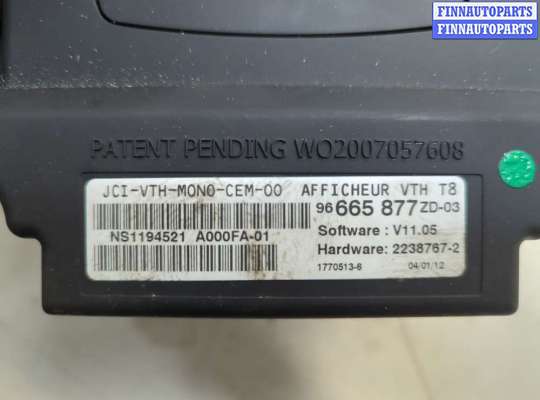 FINNAUTOPARTS
FINNAUTOPARTS
PATENT PENDING WO2007057608
JCI-VTH-MONO-CEM-00 AFFICHEUR VTH T8
96 665 877 ZD-03
NS1194521 A000FA-01
Software : V11.05
Hardware: 2238767-2
1770513-6 04/01/12